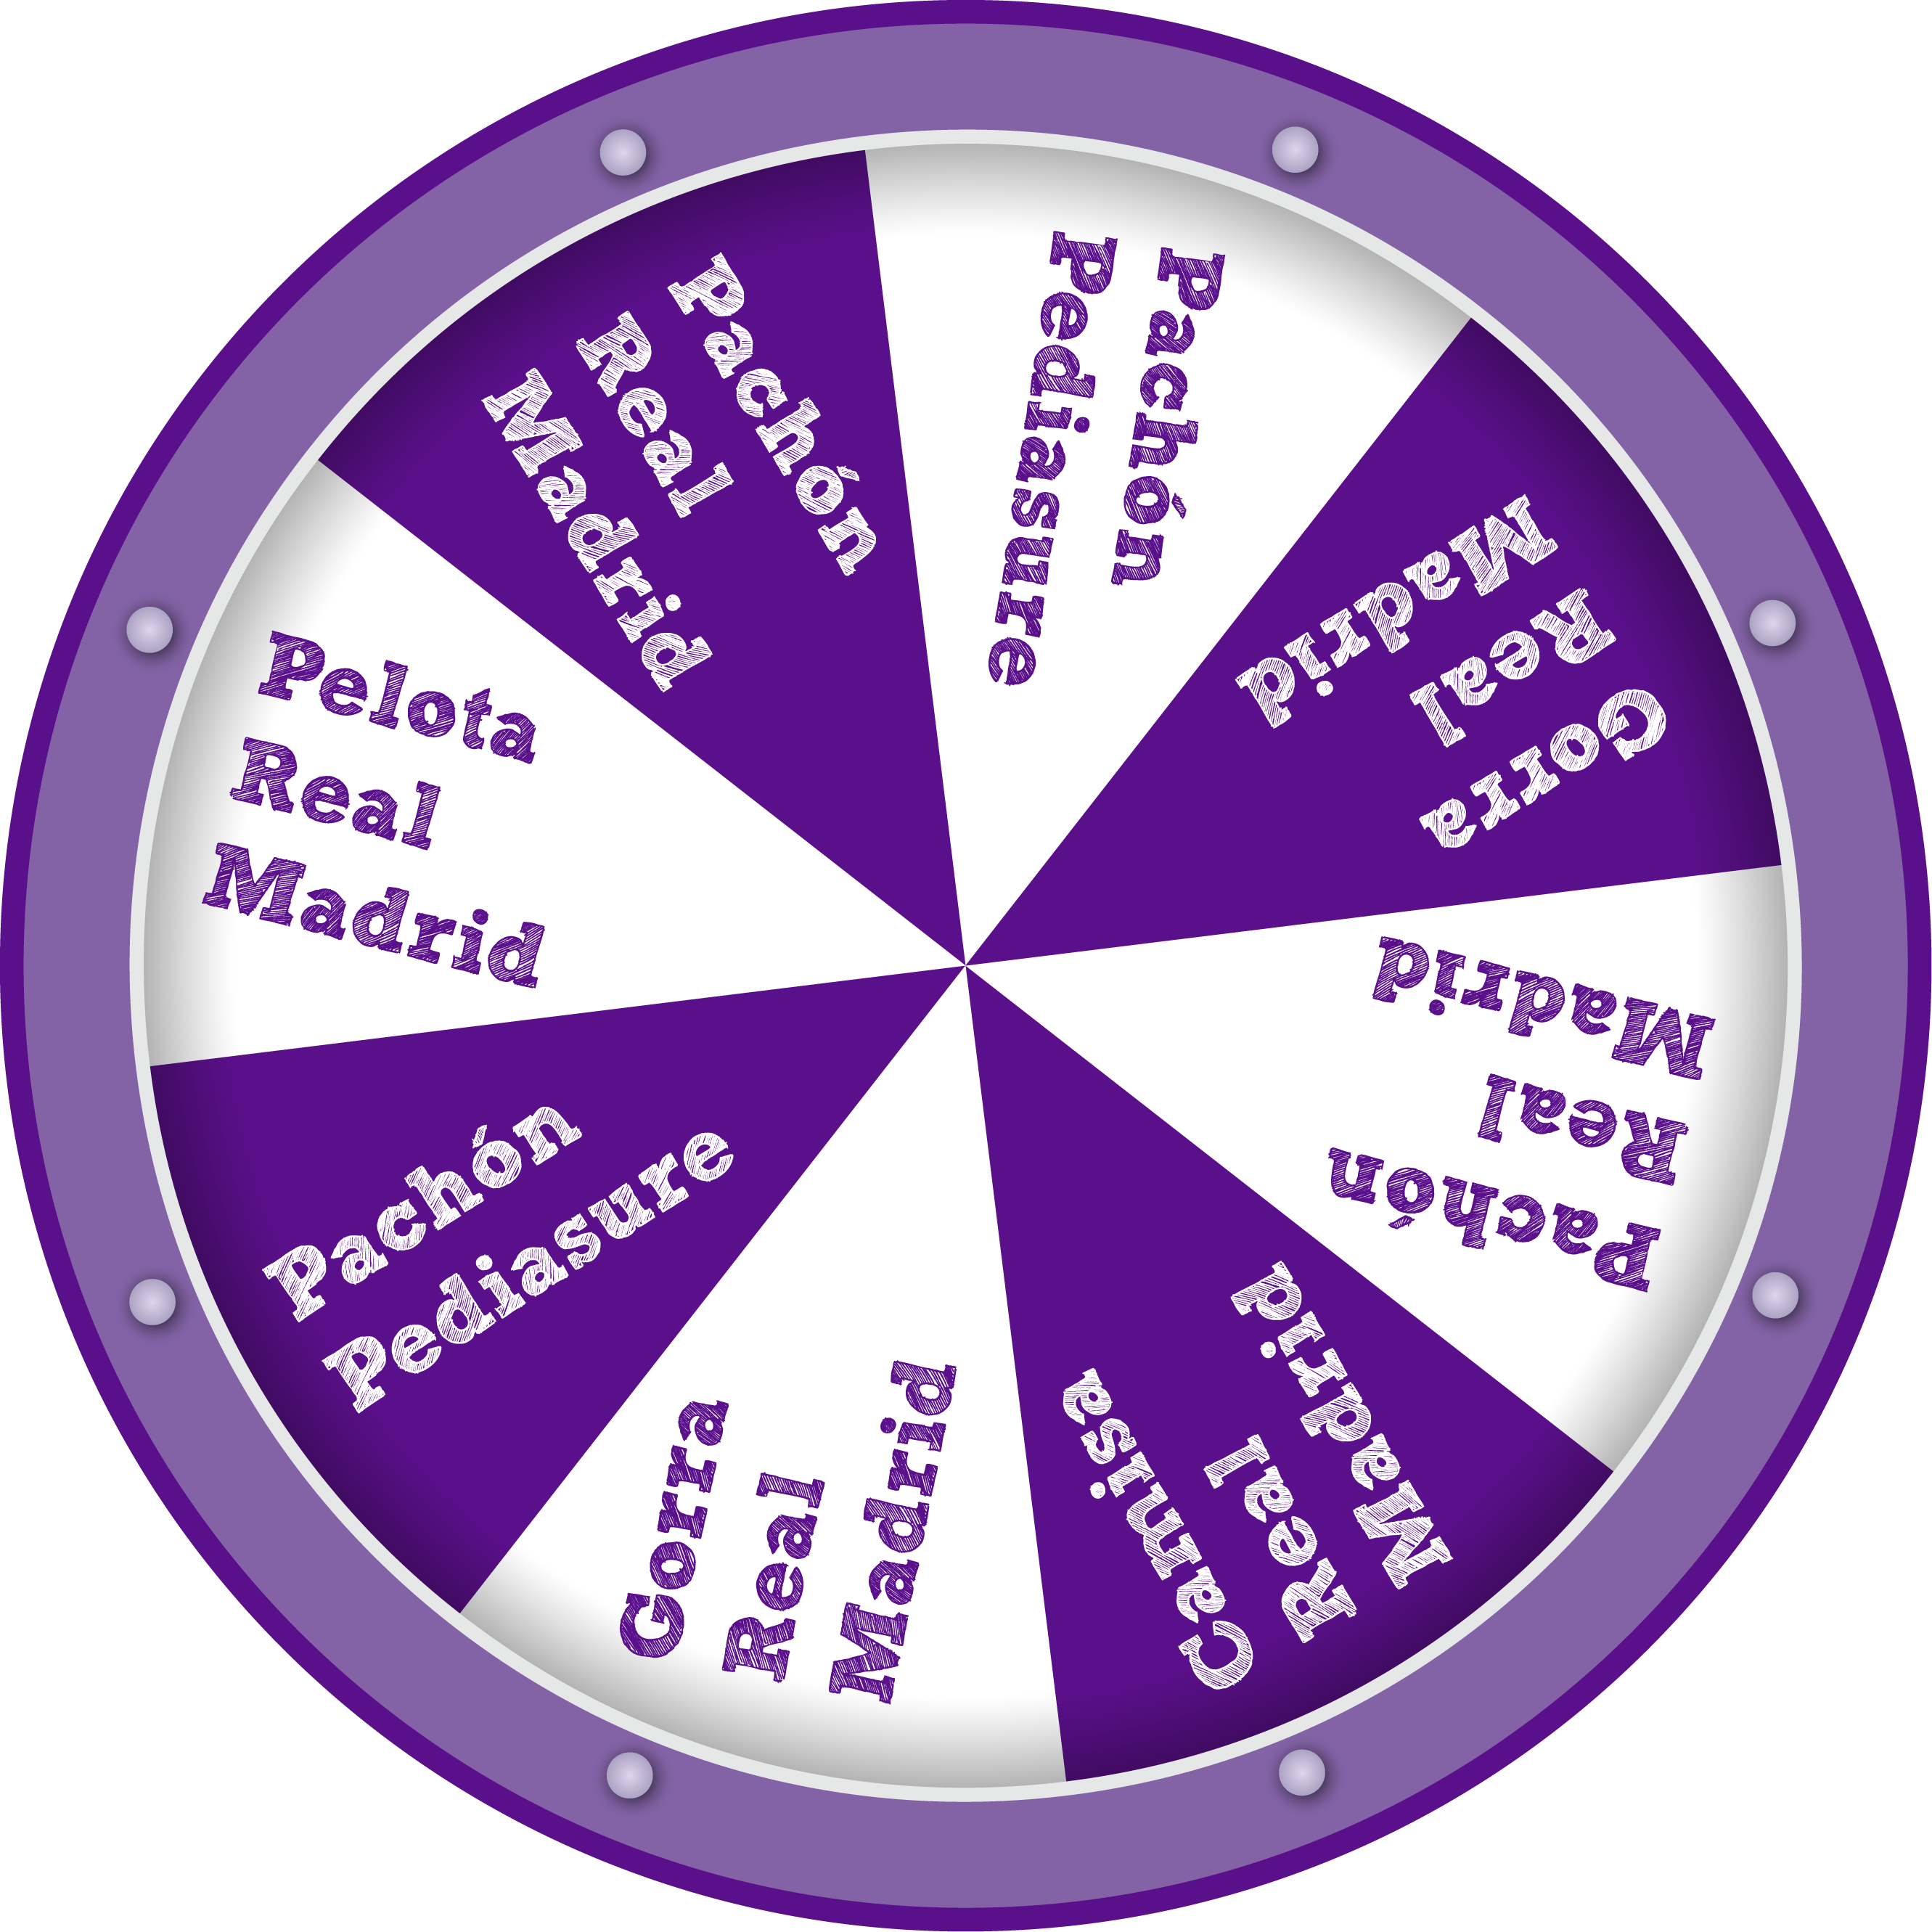 Pachón
Pediasure
Gorra
Real
Madrid
Pachón
Real
Madrid
Camisa
Real
Madrid
Gorra
Real
Madrid
Pachón
Pediasure
Pelota
Real
Madrid
Pachón
Real
Madrid